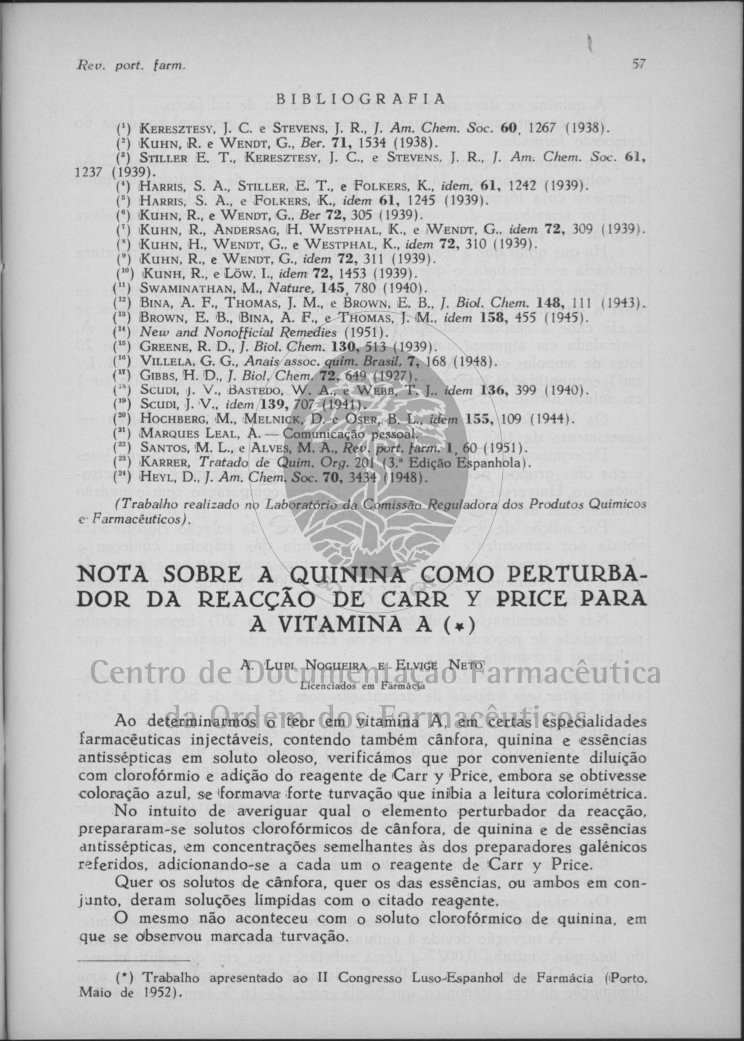 Rev. port. farm. 57
BIBLIOGRAFIA
(¹) KERESZTESY, J. C. e STEVENS, J. R., J. Am. Chem. Soc. 60, 1267 (1938).
(²) KUHN, R. e WENDT, G., Ber. 71, 1534 (1938).
(³) STILLER E. T., KERESZTESY, J. C., e STEVENS, J. R., J. Am. Chem. Soc. 61,
1237 (1939).
(⁴) HARRIS, S. A., STILLER, E. T., e FOLKERS, K., idem, 61, 1242 (1939).
(⁵) HARRIS, S. A., e FOLKERS, K., idem 61, 1245 (1939).
(⁶) KUHN, R., e WENDT, G., Ber 72, 305 (1939).
(⁷) KUHN, R., ANDERSAG, H. WESTPHAL, K., e WENDT, G., idem 72, 309 (1939).
(⁸) KUHN, H., WENDT, G., e WESTPHAL, K., idem 72, 310 (1939).
(⁹) KUHN, R., e WENDT, G., idem 72, 311 (1939).
(¹⁰) KUNH, R., e LÖW. I., idem 72, 1453 (1939).
(¹¹) SWAMINATHAN, M., Nature, 145, 780 (1940).
(¹²) BINA, A. F., THOMAS, J. M., e BROWN, E. B., J. Biol. Chem. 148, 111 (1943).
(¹³) BROWN, E. B., BINA, A. F., e THOMAS, J. M., idem 158, 455 (1945).
(¹⁴) New and Nonofficial Remedies (1951).
(¹⁵) GREENE, R. D., J. Biol. Chem. 130, 513 (1939).
(¹⁶) VILLELA, G. G., Anais assoc. quim. Brasil. 7, 168 (1948).
(¹⁷) GIBBS, H. D., J. Biol. Chem. 72, 649 (1927).
(¹⁸) SCUDI, J. V., BASTEDO, W. A., e WEBB, T. J., idem 136, 399 (1940).
(¹⁹) SCUDI, J. V., idem 139, 707 (1941).
(²⁰) HOCHBERG, M., MELNICK, D. e OSER, B. L., idem 155, 109 (1944).
(²¹) MARQUES LEAL, A. — Comunicação pessoal.
(²²) SANTOS, M. L., e ALVES, M. A., Rev. port. farm. 1, 60 (1951).
(²³) KARRER, Tratado de Quim. Org. 201 (3.ª Edição Espanhola).
(²⁴) HEYL, D., J. Am. Chem. Soc. 70, 3434 (1948).
(Trabalho realizado no Laboratório da Comissão Reguladora dos Produtos Químicos
e Farmacêuticos).
NOTA SOBRE A QUININA COMO PERTURBA-
DOR DA REACÇÃO DE CARR Y PRICE PARA
A VITAMINA A (*)
A. LUPI NOGUEIRA E ELVIGE NETO
Licenciados em Farmácia
Centro de Documentação Farmacêutica
da Ordem dos Farmacêuticos
Ao determinarmos o teor em vitamina A, em certas especialidades
farmacêuticas injectáveis, contendo também cânfora, quinina e essências
antissépticas em soluto oleoso, verificámos que por conveniente diluição
com clorofórmio e adição do reagente de Carr y Price, embora se obtivesse
coloração azul, se formava forte turvação que inibia a leitura colorimétrica.
No intuito de averiguar qual o elemento perturbador da reacção,
prepararam-se solutos clorofórmicos de cânfora, de quinina e de essências
antissépticas, em concentrações semelhantes às dos preparadores galénicos
referidos, adicionando-se a cada um o reagente de Carr y Price.
Quer os solutos de cânfora, quer os das essências, ou ambos em con-
junto, deram soluções límpidas com o citado reagente.
O mesmo não aconteceu com o soluto clorofórmico de quinina, em
que se observou marcada turvação.
(*) Trabalho apresentado ao II Congresso Luso-Espanhol de Farmácia (Porto,
Maio de 1952).